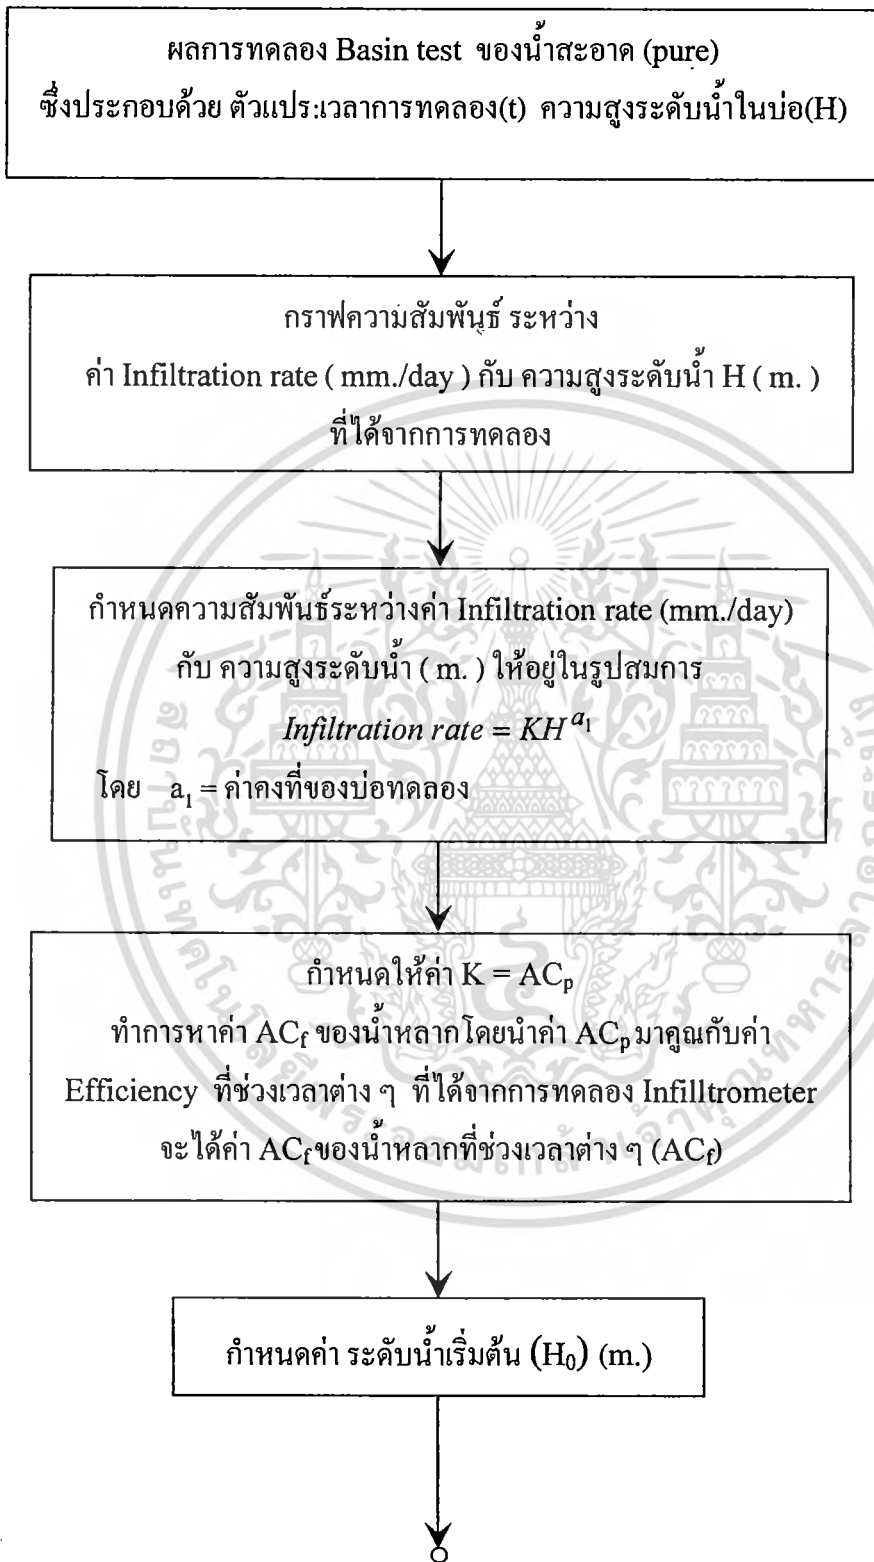 ผลการทดลอง Basin test ของน้ำสะอาด (pure)
ซึ่งประกอบด้วย ตัวแประ:เวลาการทดลอง(t) ความสูงระดับน้ำในบ่อ(H)
กราฟความสัมพันธ์ ระหว่าง
ค่า Infiltration rate ( mm./day ) กับ ความสูงระดับน้ำ H ( m. )
ที่ได้จากการทดลอง
กำหนดความสัมพันธ์ระหว่างค่า Infiltration rate (mm./day)
กับ ความสูงระดับน้ำ ( m. ) ให้อยู่ในรูปสมการ
Infiltration rate = KH^a₁
โดย a₁ = ค่าคงที่ของบ่อทดลอง
กำหนดให้ค่า K = ACₚ
ทำการหาค่า AC_f ของน้ำหลากโดยนำค่า ACₚ มาคูณกับค่า
Efficiency ที่ช่วงเวลาต่าง ๆ ที่ได้จากการทดลอง Infilltrometer
จะได้ค่า AC_f ของน้ำหลากที่ช่วงเวลาต่าง ๆ (AC_f)
กำหนดค่า ระดับน้ำเริ่มต้น (H₀) (m.)